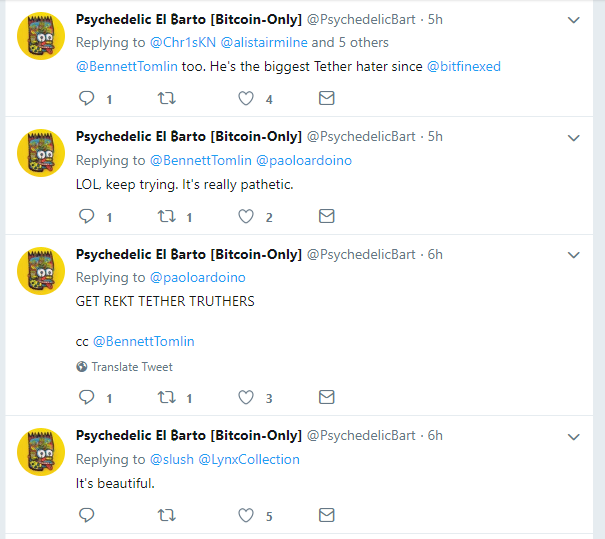 Psychedelic El ₿arto [Bitcoin-Only] @PsychedelicBart · 5h
Replying to @Chr1sKN @alistairmilne and 5 others
@BennettTomlin too. He's the biggest Tether hater since @bitfinexed
1 4
Psychedelic El ₿arto [Bitcoin-Only] @PsychedelicBart · 5h
Replying to @BennettTomlin @paoloardoino
LOL, keep trying. It's really pathetic.
1 1 2
Psychedelic El ₿arto [Bitcoin-Only] @PsychedelicBart · 6h
Replying to @paoloardoino
GET REKT TETHER TRUTHERS
cc @BennettTomlin
Translate Tweet
1 1 3
Psychedelic El ₿arto [Bitcoin-Only] @PsychedelicBart · 6h
Replying to @slush @LynxCollection
It's beautiful.
5